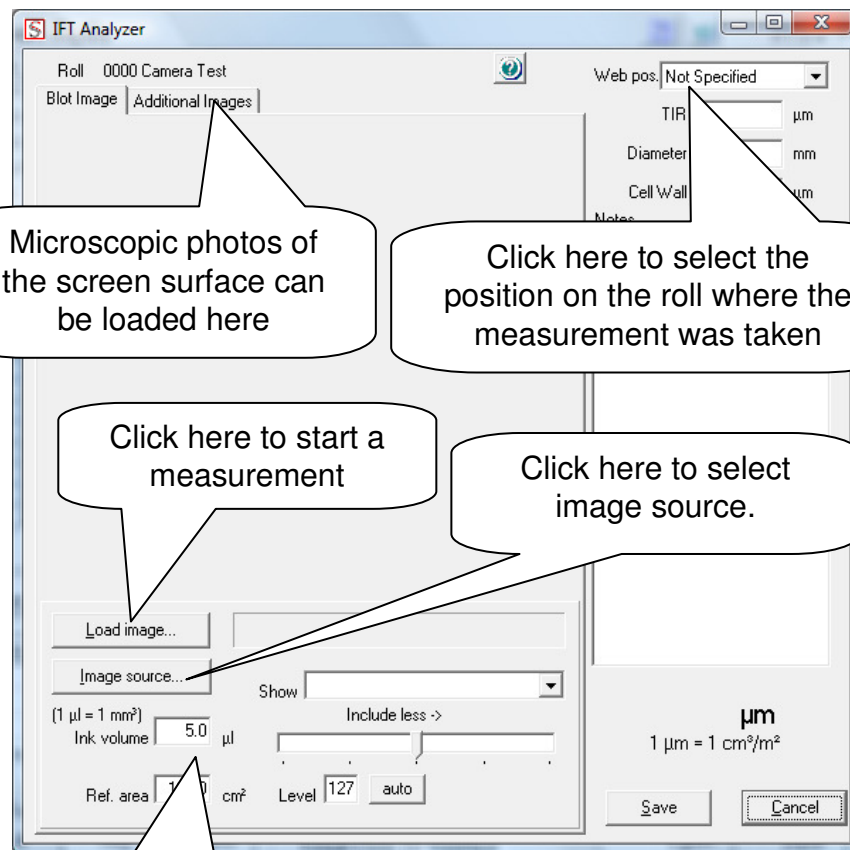 IFT Analyzer
Roll 0000 Camera Test
Web pos. Not Specified
Blot Image Additional Images
TIR µm
Diameter mm
Cell Wall µm
Notes
Microscopic photos of
the screen surface can
be loaded here
Click here to select the
position on the roll where the
measurement was taken
Click here to start a
measurement
Click here to select
image source.
Load image...
Image source...
Show
(1 µl = 1 mm³)
Ink volume 5.0 µl
Include less ->
Ref. area cm²
Level 127 auto
µm
1 µm = 1 cm³/m²
Save Cancel